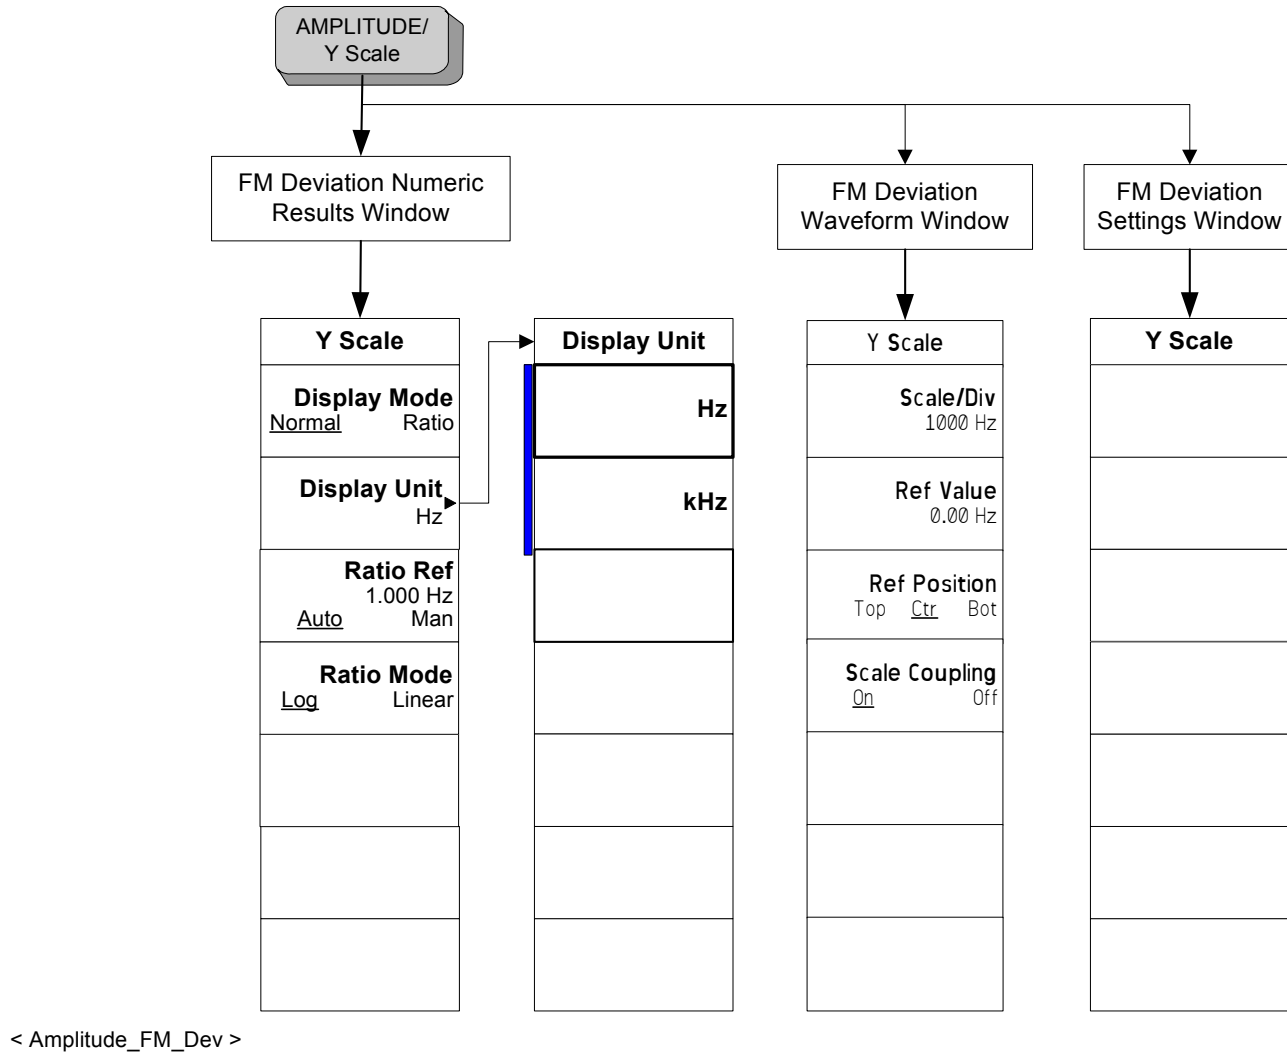 AMPLITUDE/
Y Scale
FM Deviation Numeric
Results Window
FM Deviation
Waveform Window
FM Deviation
Settings Window
Y Scale
Display Mode
Normal Ratio
Display Unit
Hz
Ratio Ref
1.000 Hz
Auto Man
Ratio Mode
Log Linear
Display Unit
Hz
kHz
Y Scale
Scale/Div
1000 Hz
Ref Value
0.00 Hz
Ref Position
Top Ctr Bot
Scale Coupling
On Off
Y Scale
< Amplitude_FM_Dev >